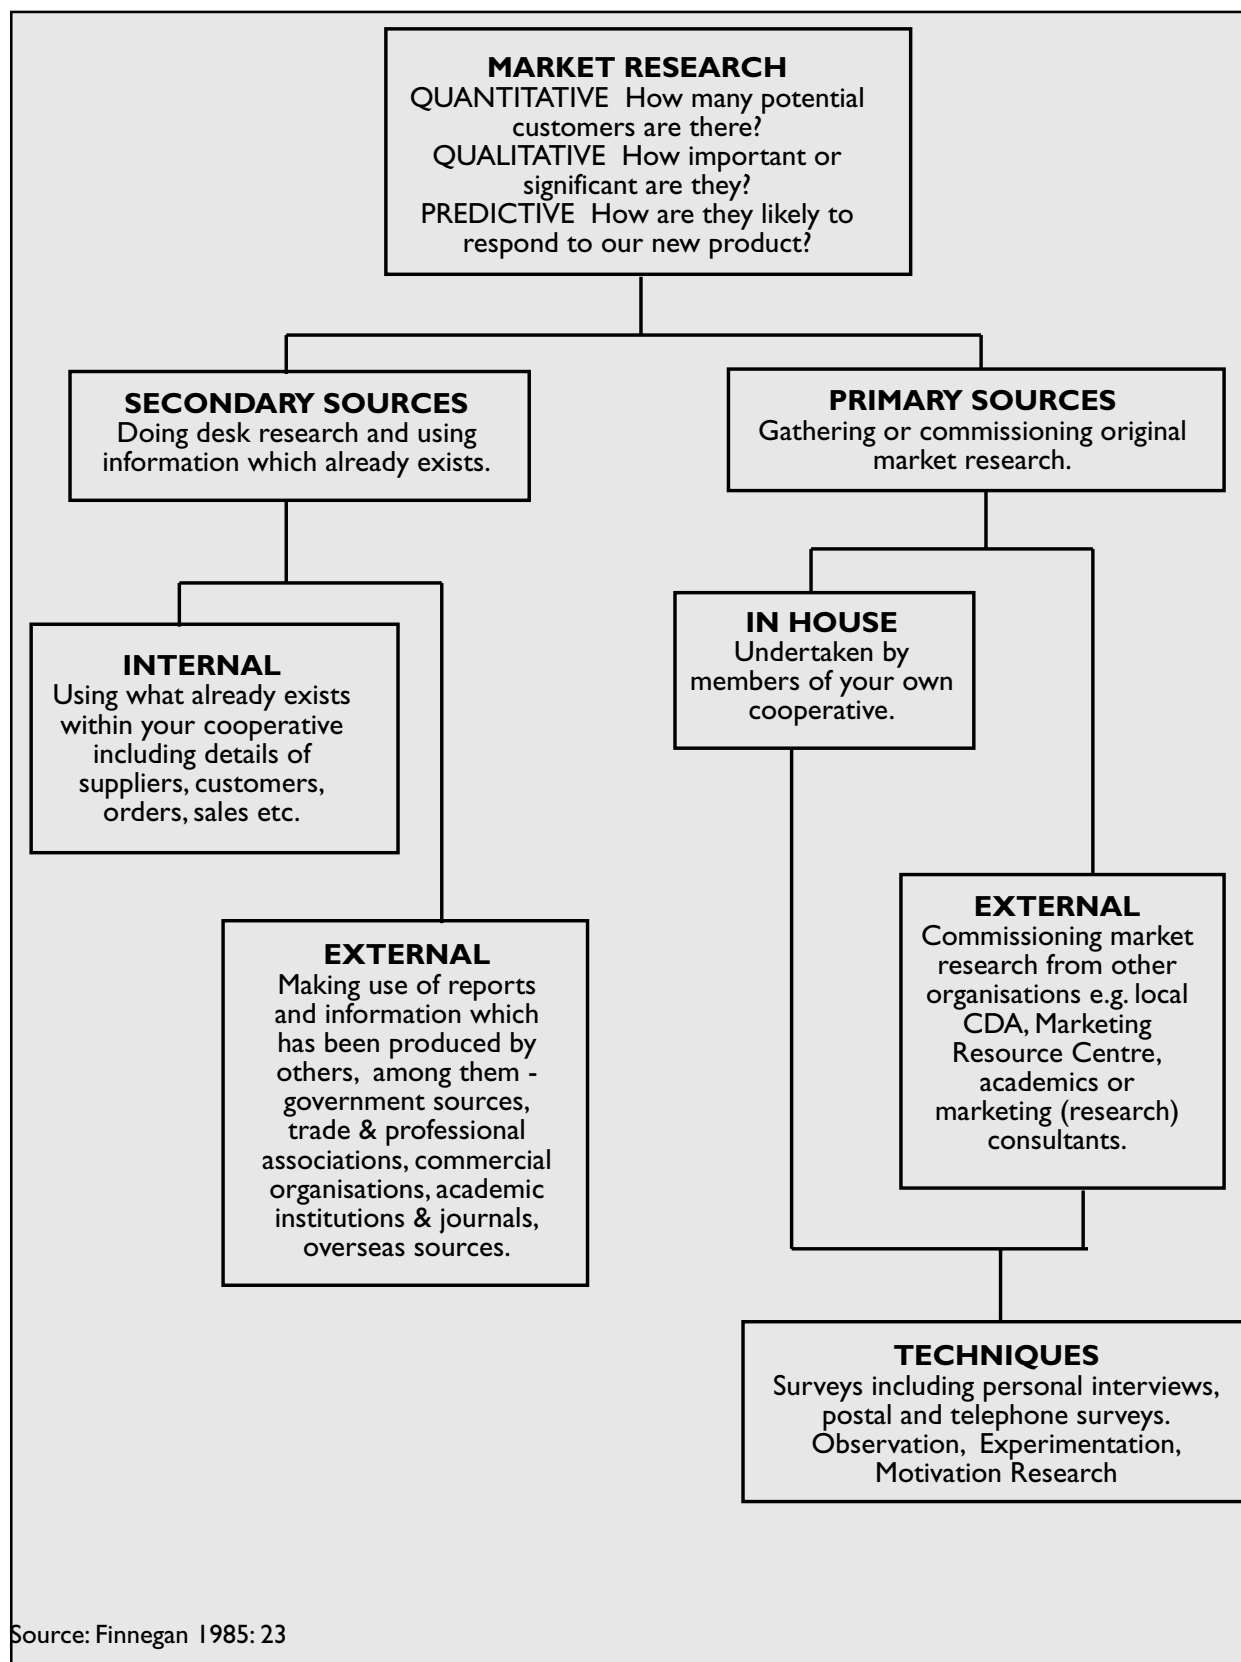 MARKET RESEARCH
QUANTITATIVE  How many potential
customers are there?
QUALITATIVE  How important or
significant are they?
PREDICTIVE  How are they likely to
respond to our new product?
SECONDARY SOURCES
Doing desk research and using
information which already exists.
PRIMARY SOURCES
Gathering or commissioning original
market research.
INTERNAL
Using what already exists
within your cooperative
including details of
suppliers, customers,
orders, sales etc.
IN HOUSE
Undertaken by
members of your own
cooperative.
EXTERNAL
Making use of reports
and information which
has been produced by
others,  among them -
government sources,
trade & professional
associations, commercial
organisations, academic
institutions & journals,
overseas sources.
EXTERNAL
Commissioning market
research from other
organisations e.g. local
CDA, Marketing
Resource Centre,
academics or
marketing (research)
consultants.
TECHNIQUES
Surveys including personal interviews,
postal and telephone surveys.
Observation,  Experimentation,
Motivation Research
Source: Finnegan 1985: 23